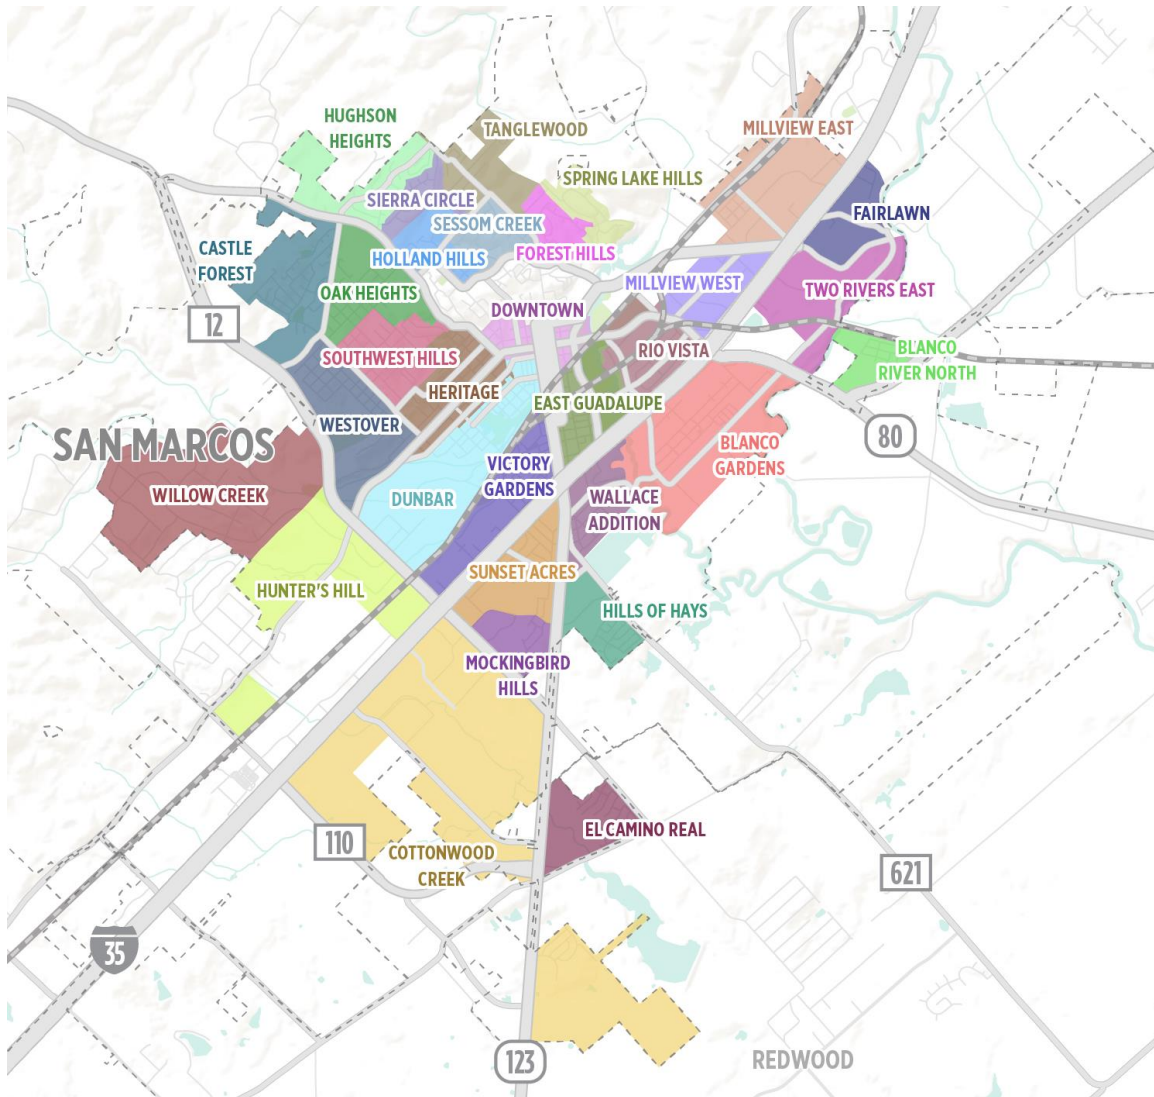 HUGHSON
HEIGHTS
TANGLEWOOD
MILLVIEW EAST
SPRING LAKE HILLS
SIERRA CIRCLE
FAIRLAWN
SESSOM CREEK
CASTLE
FOREST
HOLLAND HILLS
FOREST HILLS
OAK HEIGHTS
MILLVIEW WEST
TWO RIVERS EAST
DOWNTOWN
12
SOUTHWEST HILLS
RIO VISTA
BLANCO
RIVER NORTH
HERITAGE
EAST GUADALUPE
WESTOVER
80
SAN MARCOS
BLANCO
GARDENS
WILLOW CREEK
VICTORY
GARDENS
DUNBAR
WALLACE
ADDITION
SUNSET ACRES
HUNTER'S HILL
HILLS OF HAYS
MOCKINGBIRD
HILLS
EL CAMINO REAL
110
COTTONWOOD
CREEK
621
35
123
REDWOOD